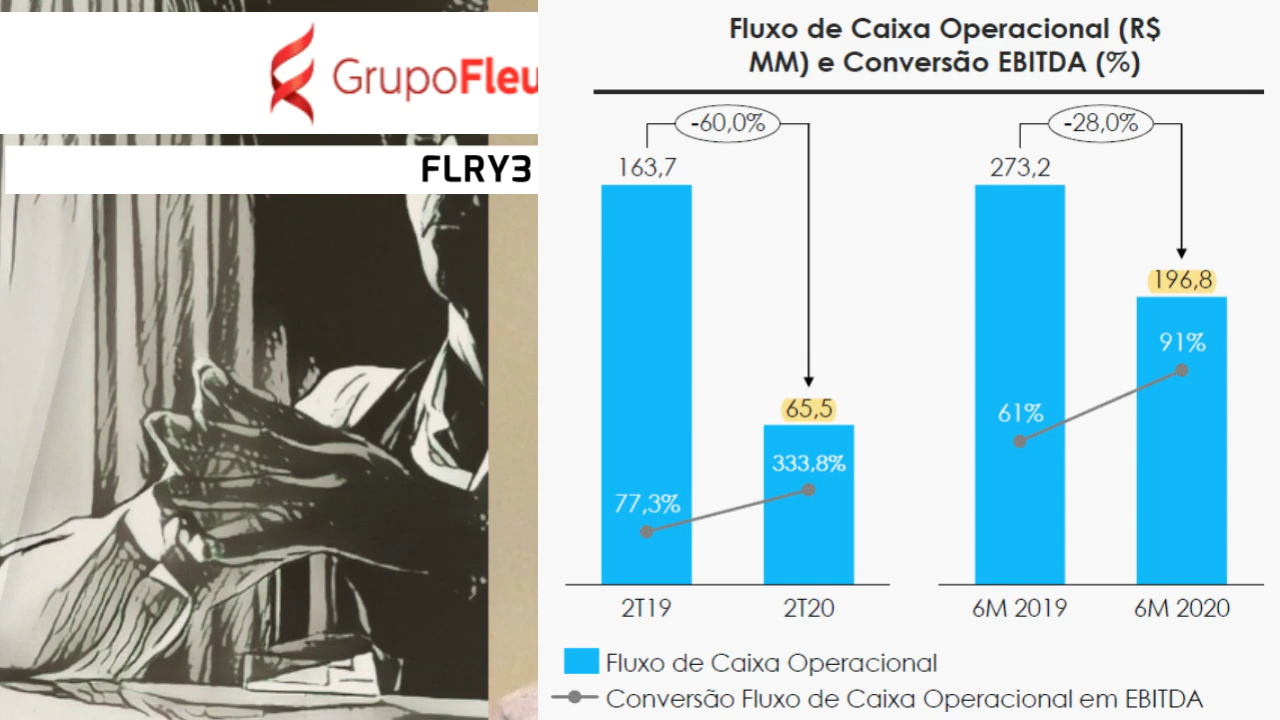 GrupoFleu
FLRY3
Fluxo de Caixa Operacional (R$
MM) e Conversão EBITDA (%)
-60,0%
-28,0%
163,7
273,2
196,8
91%
65,5
61%
333,8%
77,3%
2T19
2T20
6M 2019
6M 2020
Fluxo de Caixa Operacional
Conversão Fluxo de Caixa Operacional em EBITDA